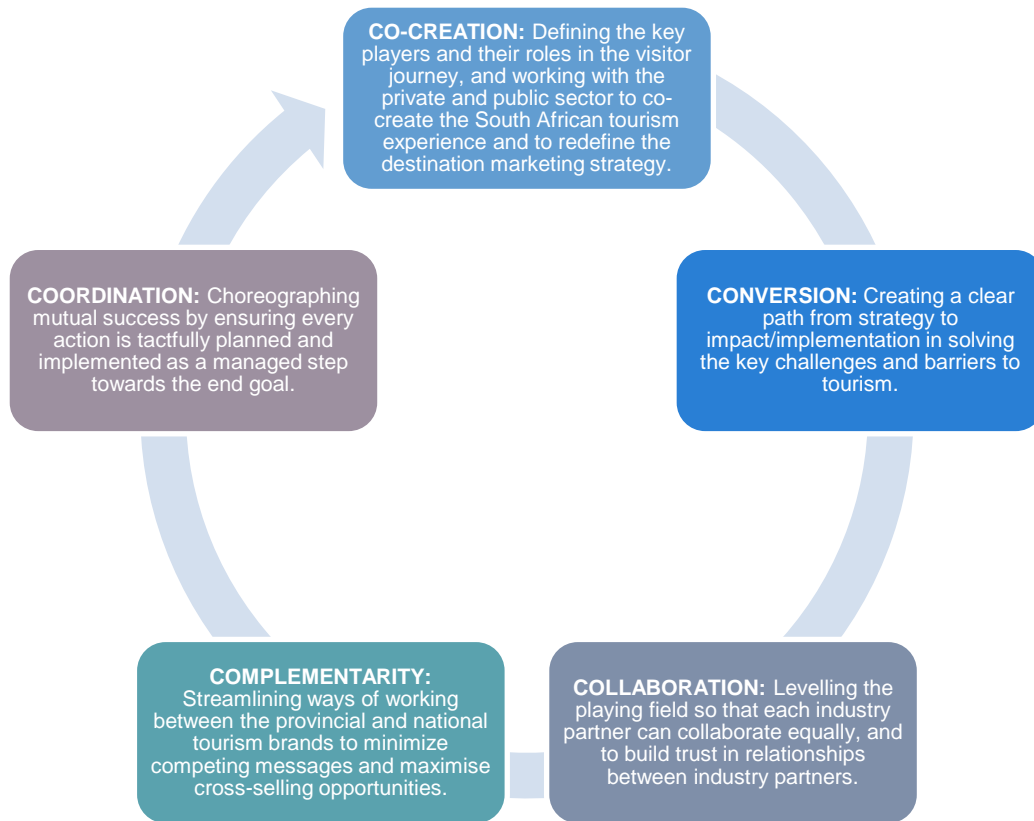 CO-CREATION: Defining the key
players and their roles in the visitor
journey, and working with the
private and public sector to co-
create the South African tourism
experience and to redefine the
destination marketing strategy.
CONVERSION: Creating a clear
path from strategy to
impact/implementation in solving
the key challenges and barriers to
tourism.
COLLABORATION: Levelling the
playing field so that each industry
partner can collaborate equally, and
to build trust in relationships
between industry partners.
COMPLEMENTARITY:
Streamlining ways of working
between the provincial and national
tourism brands to minimize
competing messages and maximise
cross-selling opportunities.
COORDINATION: Choreographing
mutual success by ensuring every
action is tactfully planned and
implemented as a managed step
towards the end goal.